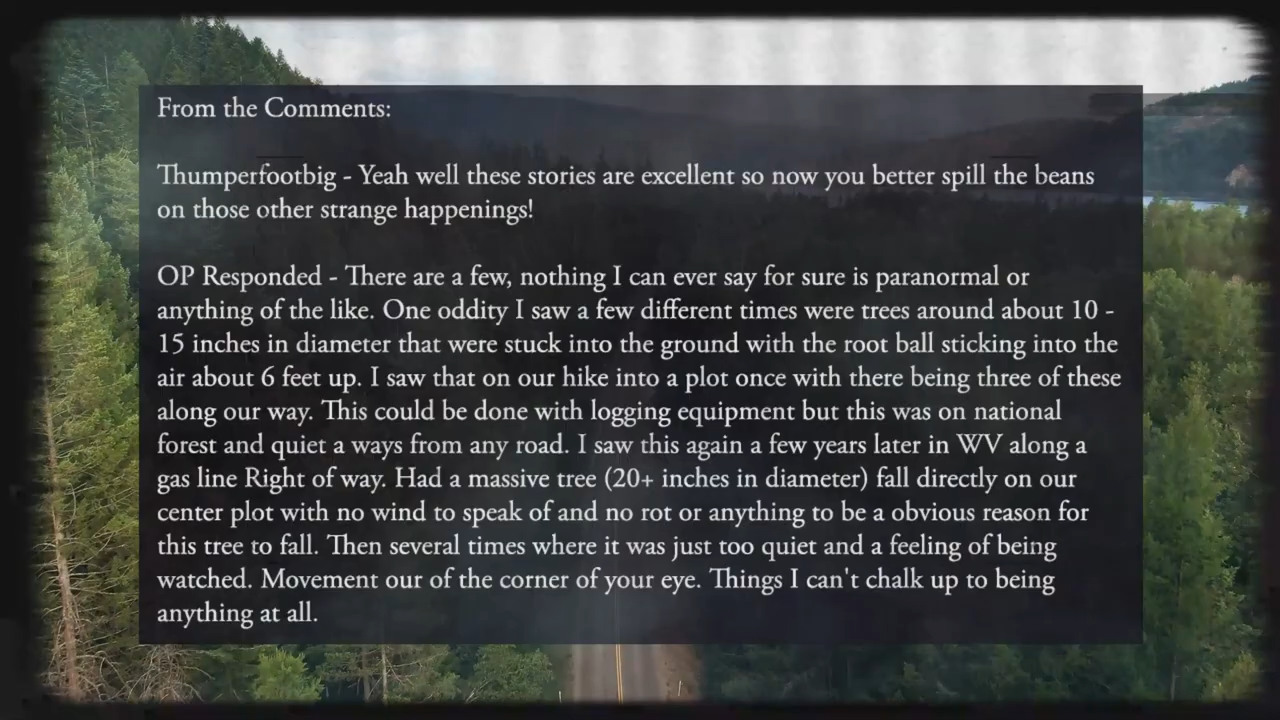 From the Comments:
Thumperfootbig - Yeah well these stories are excellent so now you better spill the beans
on those other strange happenings!
OP Responded - There are a few, nothing I can ever say for sure is paranormal or
anything of the like. One oddity I saw a few different times were trees around about 10 -
15 inches in diameter that were stuck into the ground with the root ball sticking into the
air about 6 feet up. I saw that on our hike into a plot once with there being three of these
along our way. This could be done with logging equipment but this was on national
forest and quiet a ways from any road. I saw this again a few years later in WV along a
gas line Right of way. Had a massive tree (20+ inches in diameter) fall directly on our
center plot with no wind to speak of and no rot or anything to be a obvious reason for
this tree to fall. Then several times where it was just too quiet and a feeling of being
watched. Movement our of the corner of your eye. Things I can't chalk up to being
anything at all.